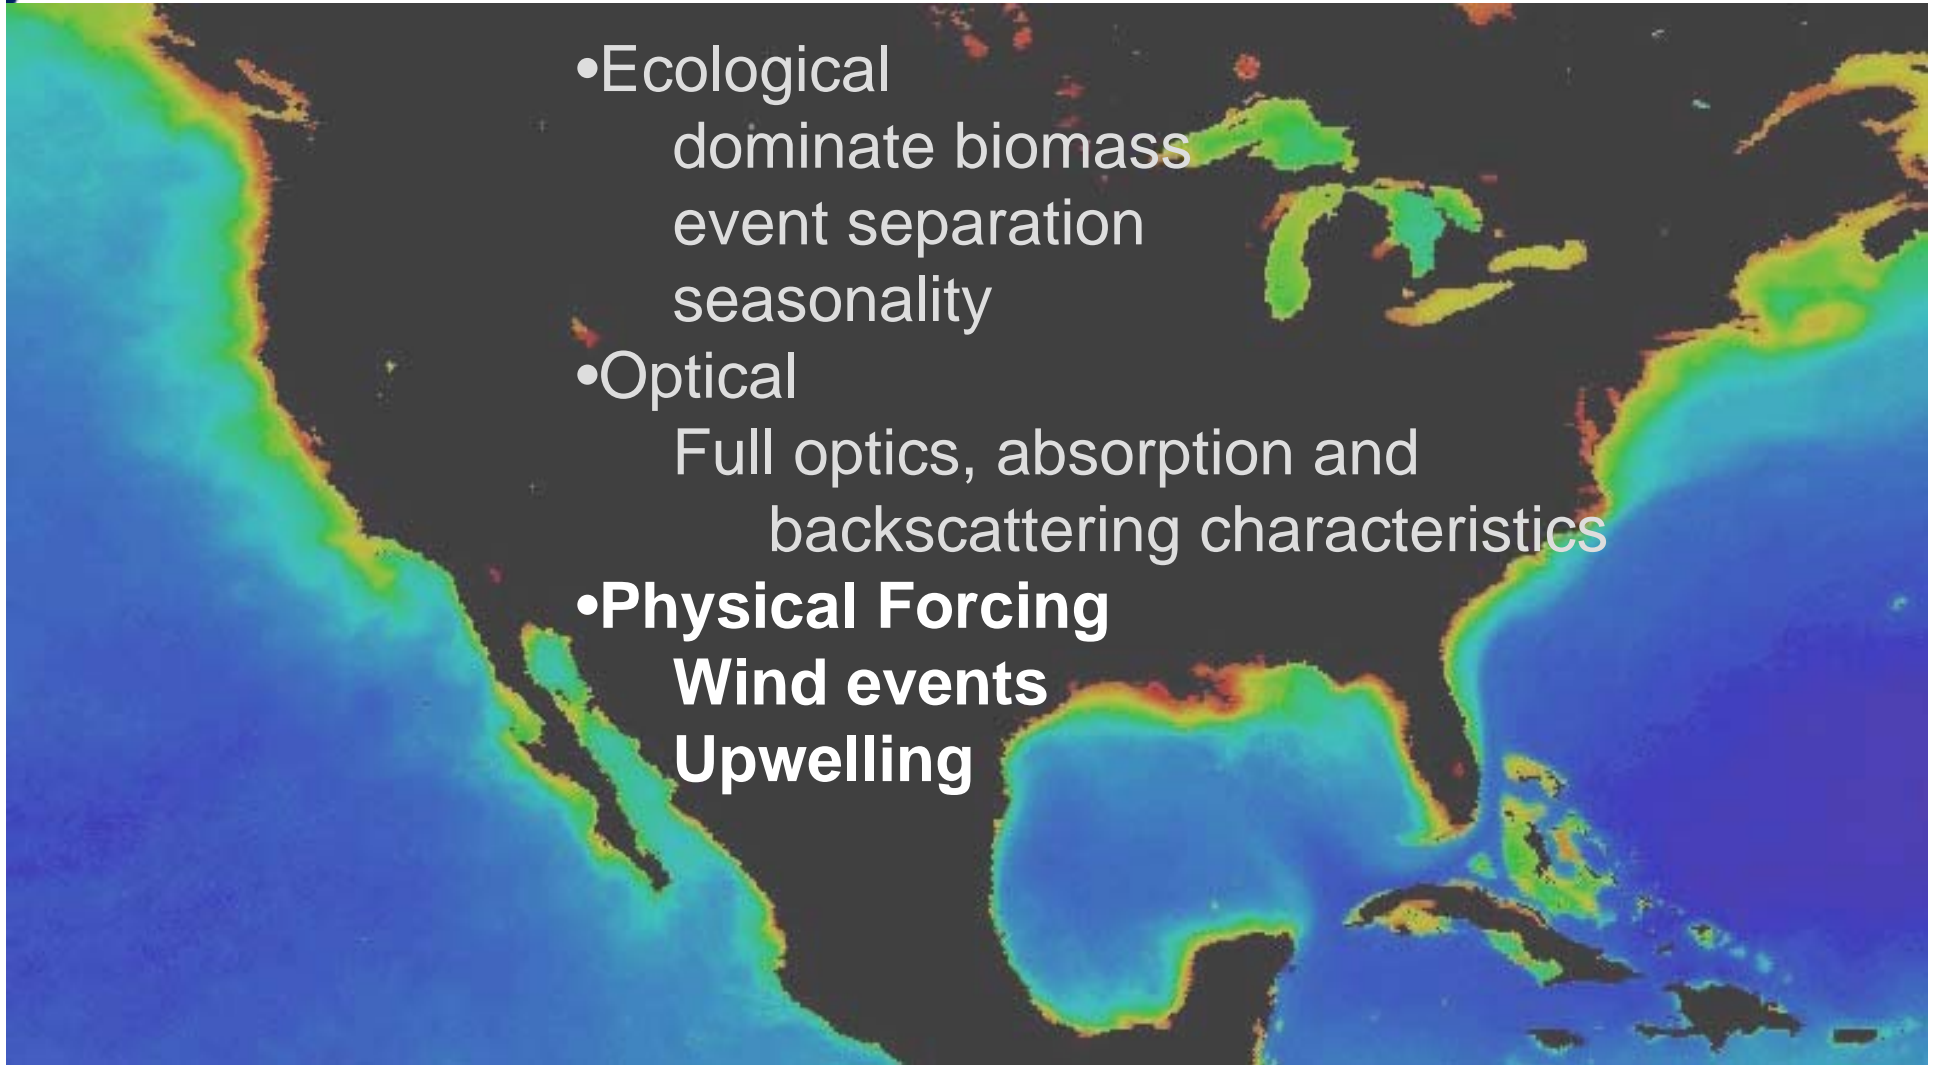 •Ecological
dominate biomass
event separation
seasonality
•Optical
Full optics, absorption and
backscattering characteristics
•Physical Forcing
Wind events
Upwelling